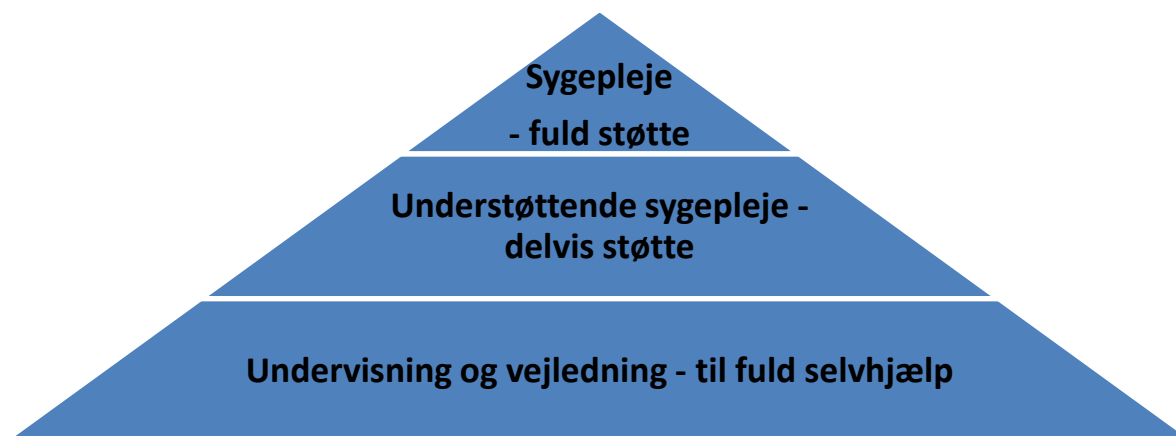 Sygepleje
- fuld støtte
Understøttende sygepleje -
delvis støtte
Undervisning og vejledning - til fuld selvhjælp